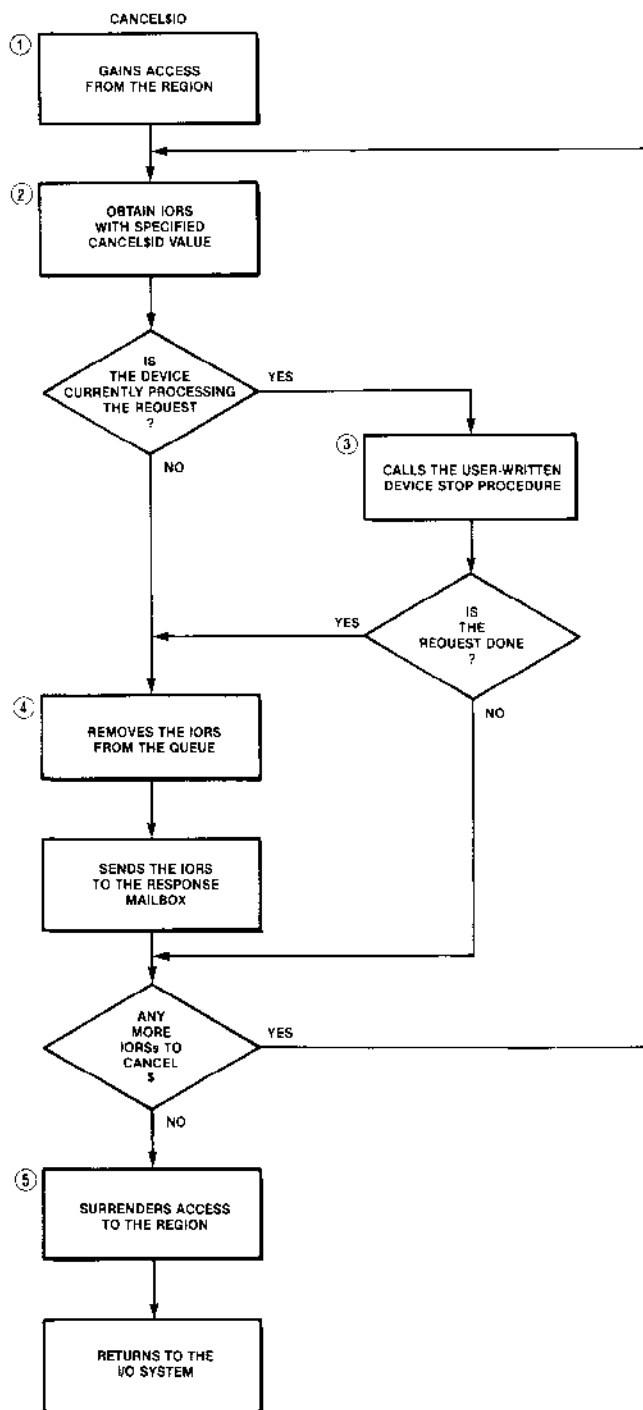 CANCEL$IO
1
GAINS ACCESS
FROM THE REGION
2
OBTAIN IORS
WITH SPECIFIED
CANCEL$ID VALUE
IS
THE DEVICE
CURRENTLY PROCESSING
THE REQUEST
?
YES
NO
3
CALLS THE USER-WRITTEN
DEVICE STOP PROCEDURE
IS
THE
REQUEST DONE
?
YES
NO
4
REMOVES THE IORS
FROM THE QUEUE
SENDS THE IORS
TO THE RESPONSE
MAILBOX
ANY
MORE
IOR$s TO
CANCEL
$
YES
NO
5
SURRENDERS ACCESS
TO THE REGION
RETURNS TO THE
I/O SYSTEM